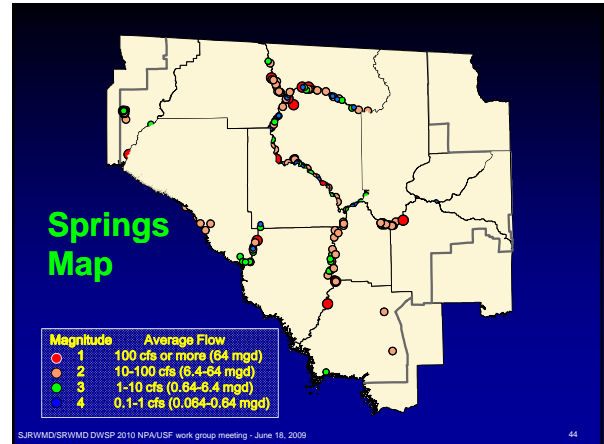 Springs
Map
Magnitude Average Flow
1 100 cfs or more (64 mgd)
2 10-100 cfs (6.4-64 mgd)
3 1-10 cfs (0.64-6.4 mgd)
4 0.1-1 cfs (0.064-0.64 mgd)
SJRWMD/SRWMD DWSP 2010 NPA/USF work group meeting - June 18, 2009 44